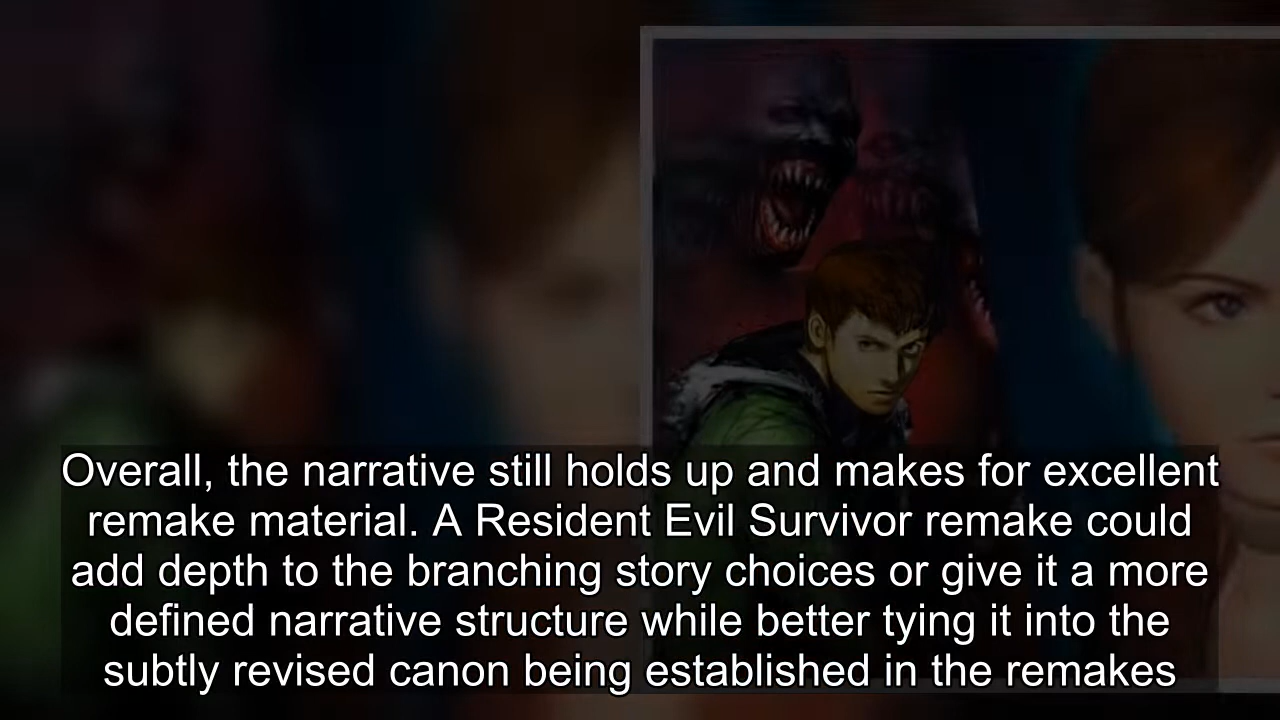 Overall, the narrative still holds up and makes for excellent
remake material. A Resident Evil Survivor remake could
add depth to the branching story choices or give it a more
defined narrative structure while better tying it into the
subtly revised canon being established in the remakes